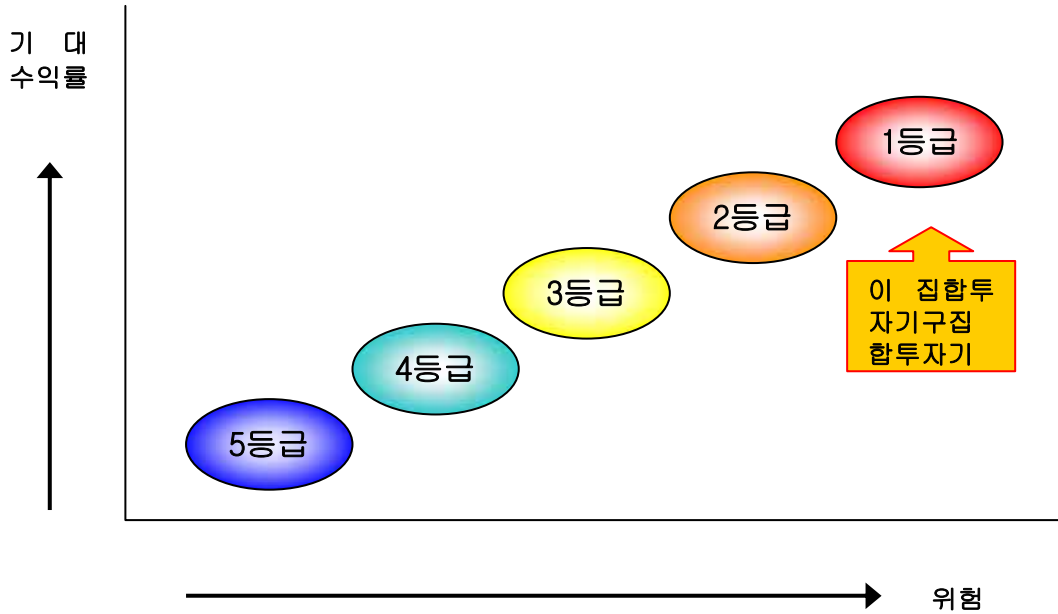 기 대
수익률
1등급
2등급
3등급
4등급
5등급
이 집합투
자기구집
합투자기
위험